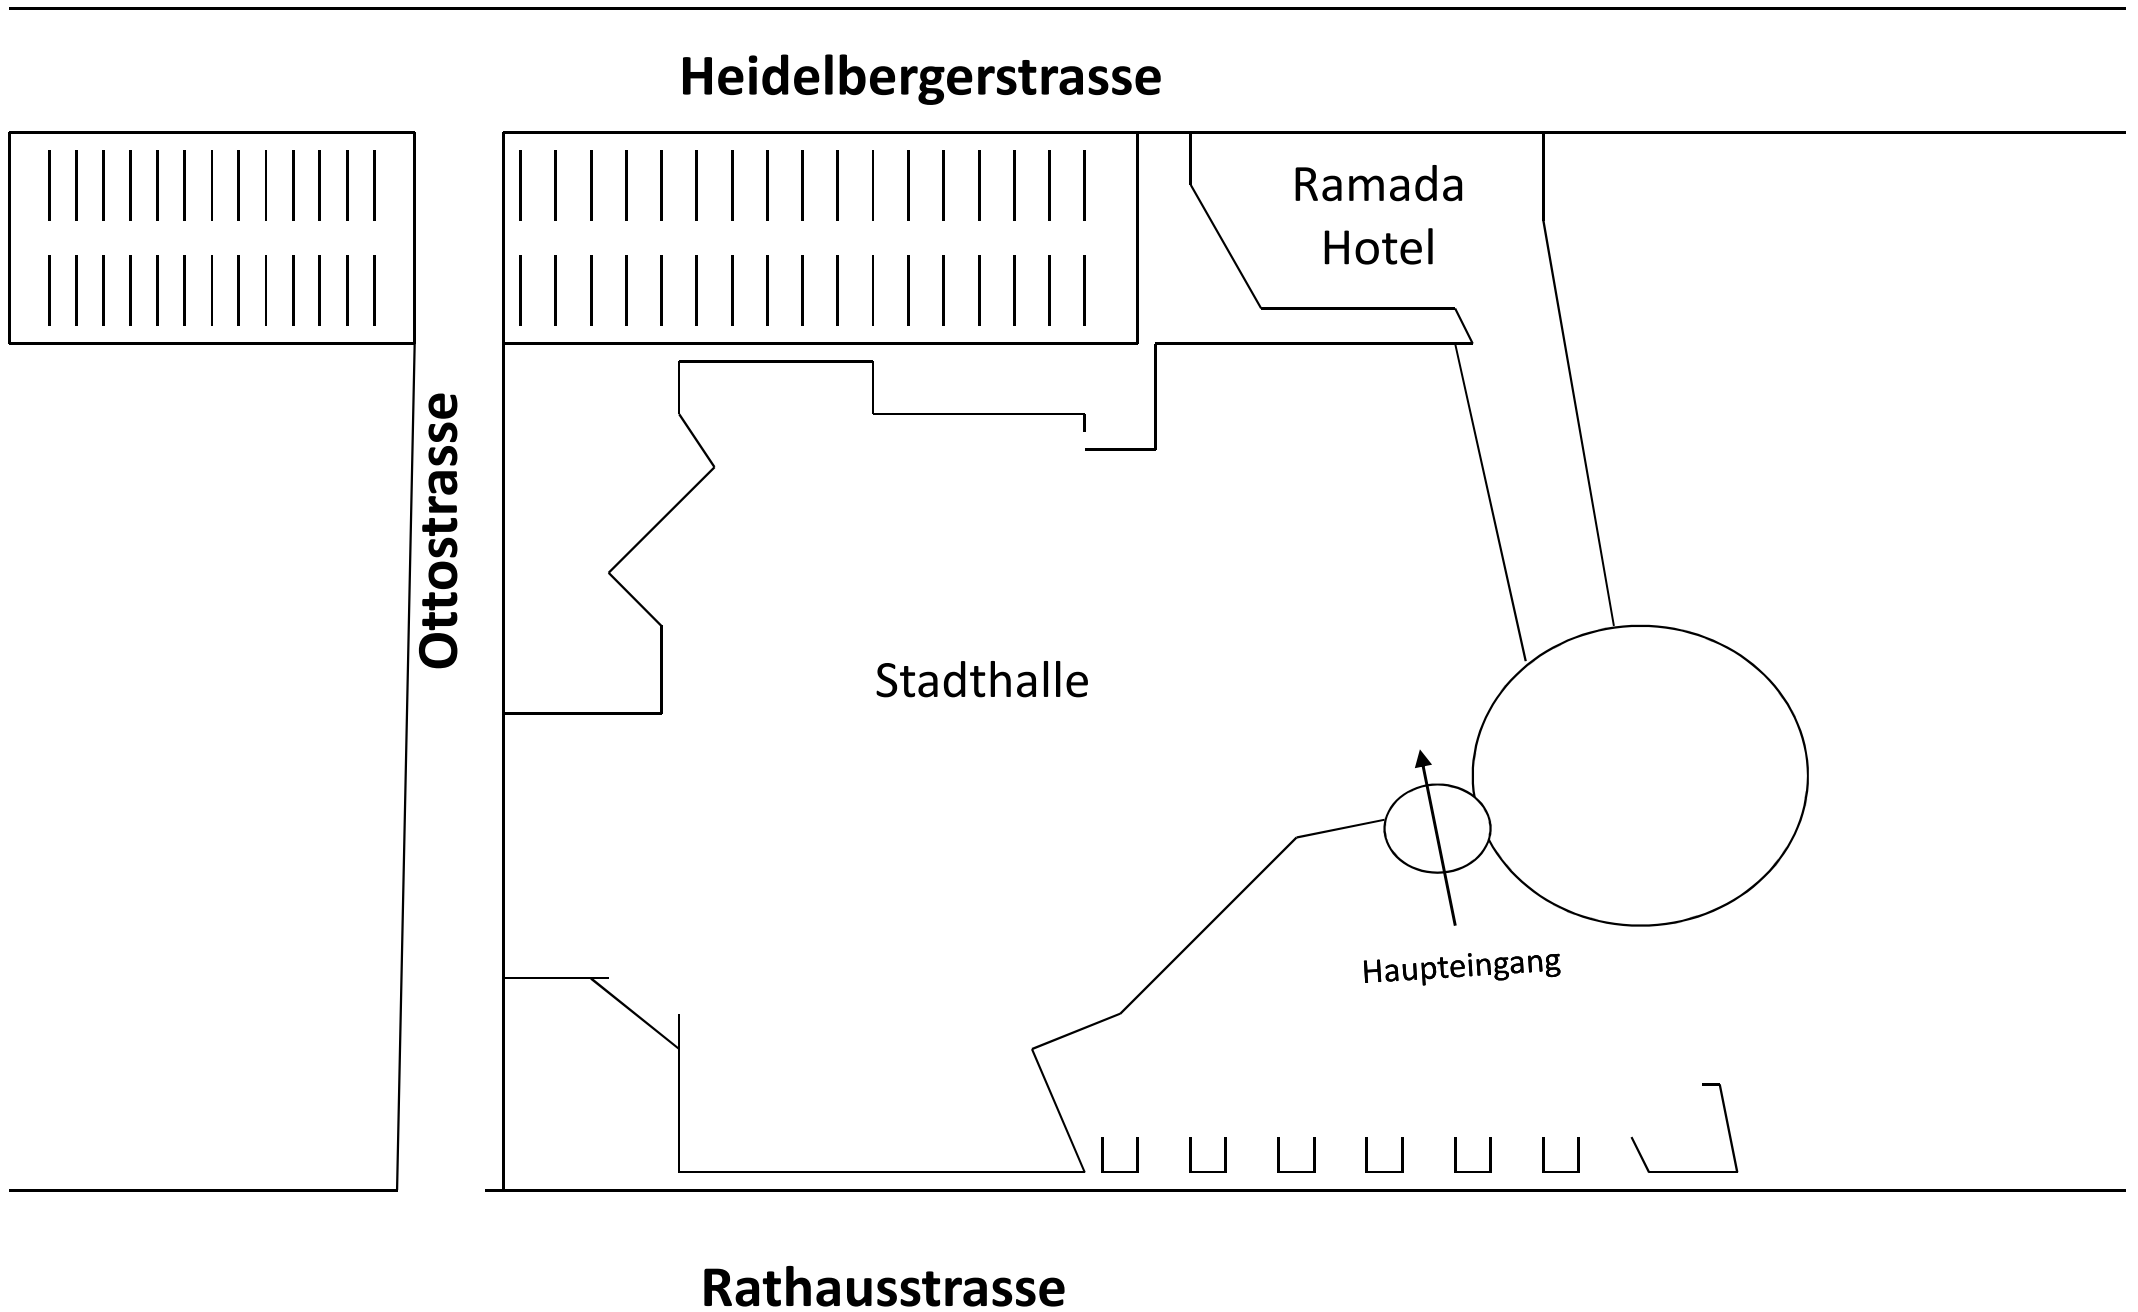 Heidelbergerstrasse
Ramada
Hotel
Ottostrasse
Stadthalle
Haupteingang
Rathausstrasse